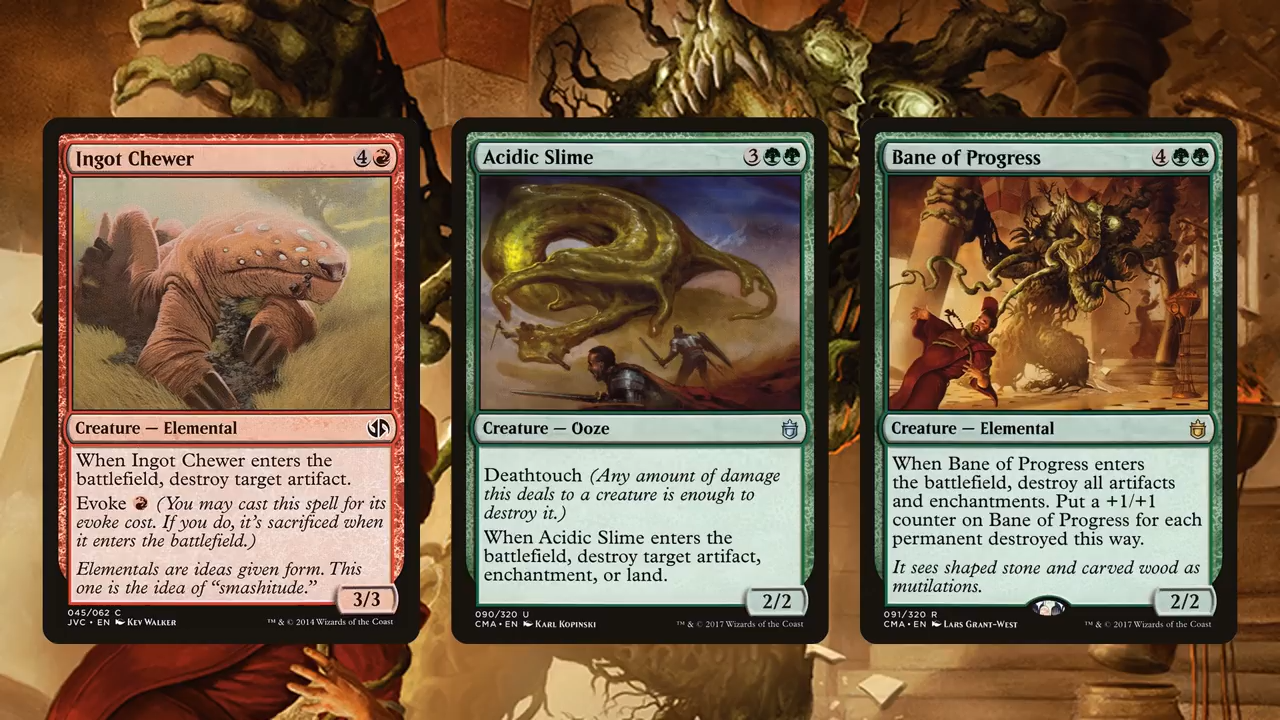 Ingot Chewer 4
Creature — Elemental
When Ingot Chewer enters the
battlefield, destroy target artifact.
Evoke (You may cast this spell for its
evoke cost. If you do, it's sacrificed when
it enters the battlefield.)
Elementals are ideas given form. This
one is the idea of “smashitude.”
3/3
045/062 C
JVC • EN Kev Walker ™ & © 2014 Wizards of the Coast
Acidic Slime 3
Creature — Ooze
Deathtouch (Any amount of damage
this deals to a creature is enough to
destroy it.)
When Acidic Slime enters the
battlefield, destroy target artifact,
enchantment, or land.
2/2
090/320 U
CMA • EN Karl Kopinski ™ & © 2017 Wizards of the Coast
Bane of Progress 4
Creature — Elemental
When Bane of Progress enters
the battlefield, destroy all artifacts
and enchantments. Put a +1/+1
counter on Bane of Progress for each
permanent destroyed this way.
It sees shaped stone and carved wood as
mutilations.
2/2
091/320 R
CMA • EN Lars Grant-West ™ & © 2017 Wizards of the Coast